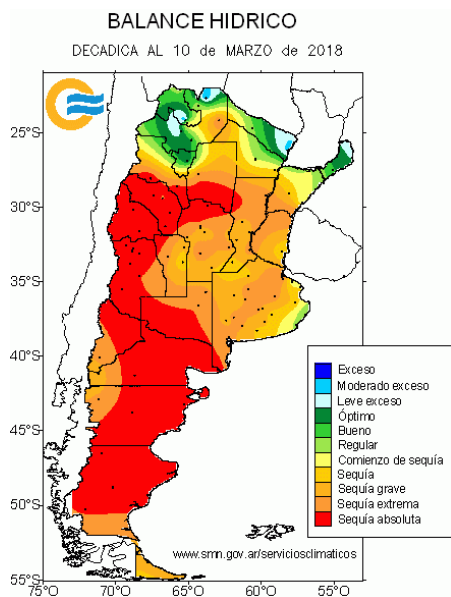 BALANCE HIDRICO
DECADICA AL 10 de MARZO de 2018
25°S
30°S
35°S
40°S
45°S
50°S
55°S
75°W
70°W
65°W
60°W
55°W
Exceso
Moderado exceso
Leve exceso
Óptimo
Bueno
Regular
Comienzo de sequía
Sequía
Sequía grave
Sequía extrema
Sequía absoluta
www.smn.gov.ar/serviciosclimaticos